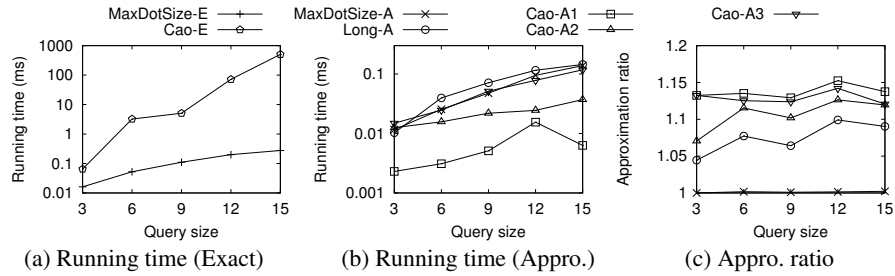 MaxDotSize-E
Cao-E
MaxDotSize-A
Long-A
Cao-A1
Cao-A2
Cao-A3
Running time (ms)
1000
100
10
1
0.1
0.01
3 6 9 12 15
Query size
(a) Running time (Exact)
Running time (ms)
0.1
0.01
0.001
3 6 9 12 15
Query size
(b) Running time (Appro.)
Approximation ratio
1.2
1.15
1.1
1.05
1
3 6 9 12 15
Query size
(c) Appro. ratio